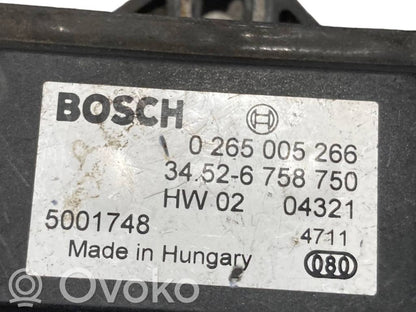 BOSCH
0 265 005 266
34.52-6 758 750
HW 02 04321
5001748 4711
Made in Hungary 080
OVOKO